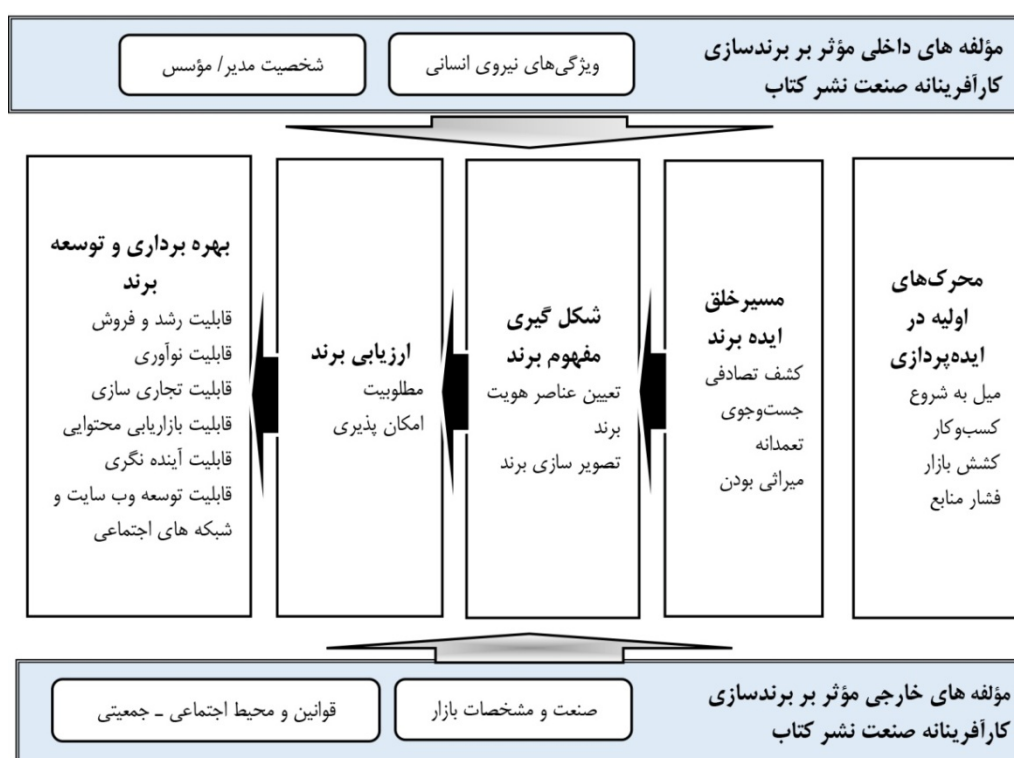 مؤلفه های داخلی مؤثر بر برندسازی
کارآفرینانه صنعت نشر کتاب
ویژگی‌های نیروی انسانی
شخصیت مدیر/ مؤسس
محرک‌های
اولیه در
ایده‌پردازی
میل به شروع
کسب‌وکار
کشش بازار
فشار منابع
مسیرخلق
ایده برند
کشف تصادفی
جست‌وجوی
تعمدانه
میراثی بودن
شکل گیری
مفهوم برند
تعیین عناصر هویت
برند
تصویر سازی برند
ارزیابی برند
مطلوبیت
امکان پذیری
بهره برداری و توسعه
برند
قابلیت رشد و فروش
قابلیت نوآوری
قابلیت تجاری سازی
قابلیت بازاریابی محتوایی
قابلیت آینده نگری
قابلیت توسعه وب سایت و
شبکه های اجتماعی
مؤلفه های خارجی مؤثر بر برندسازی
کارآفرینانه صنعت نشر کتاب
صنعت و مشخصات بازار
قوانین و محیط اجتماعی ـ جمعیتی